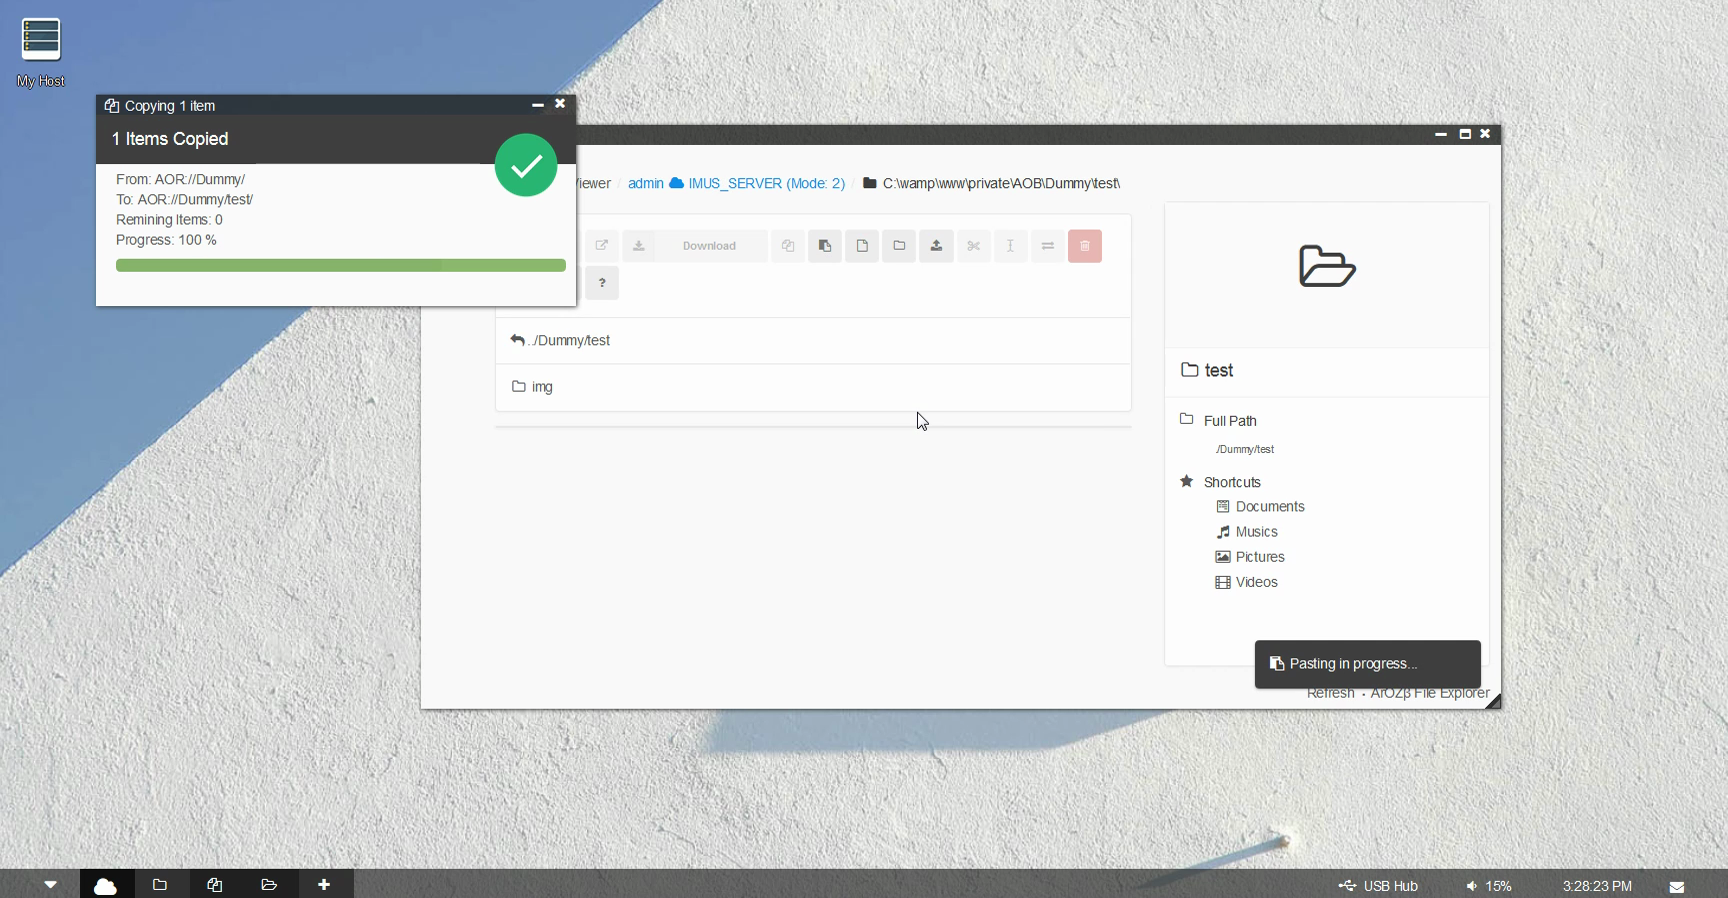 My Host
Copying 1 item
1 Items Copied
From: AOR://Dummy/
To: AOR://Dummy/test/
Remining Items: 0
Progress: 100 %
admin IMUS_SERVER (Mode: 2) / C:\wamp\www\private\AOB\Dummy\test\
Download
?
../Dummy/test
img
test
Full Path
./Dummy/test
Shortcuts
Documents
Musics
Pictures
Videos
Pasting in progress...
Refresh . ArOZβ File Explorer
USB Hub 15% 3:28:23 PM